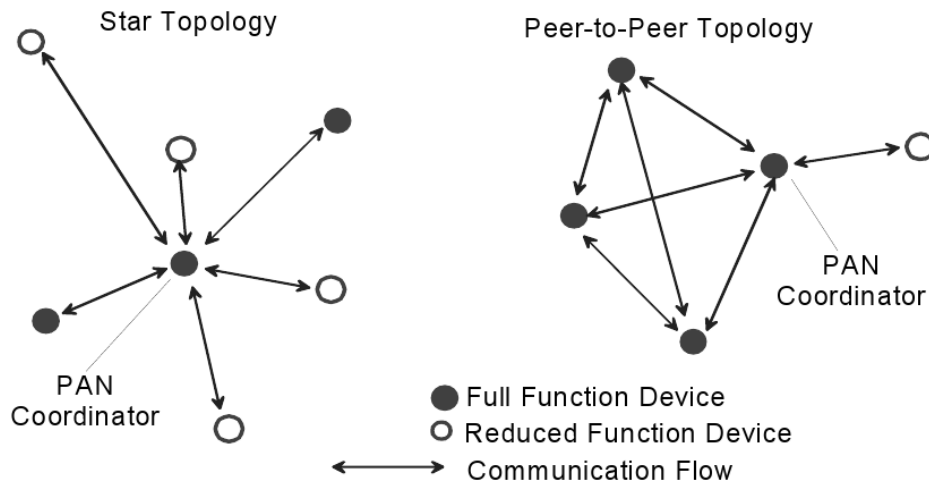 Star Topology
Peer-to-Peer Topology
PAN
Coordinator
PAN
Coordinator
Full Function Device
Reduced Function Device
Communication Flow